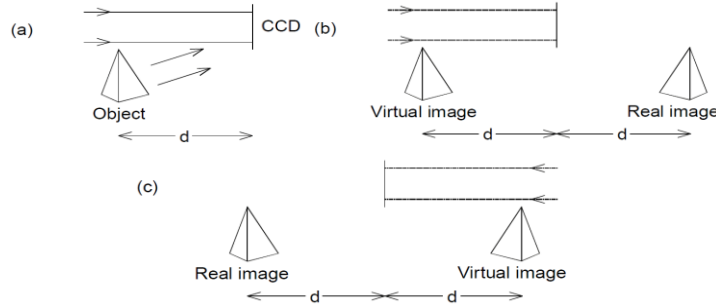 (a)
CCD
Object
d
(b)
Virtual image
Real image
d
d
(c)
Real image
Virtual image
d
d